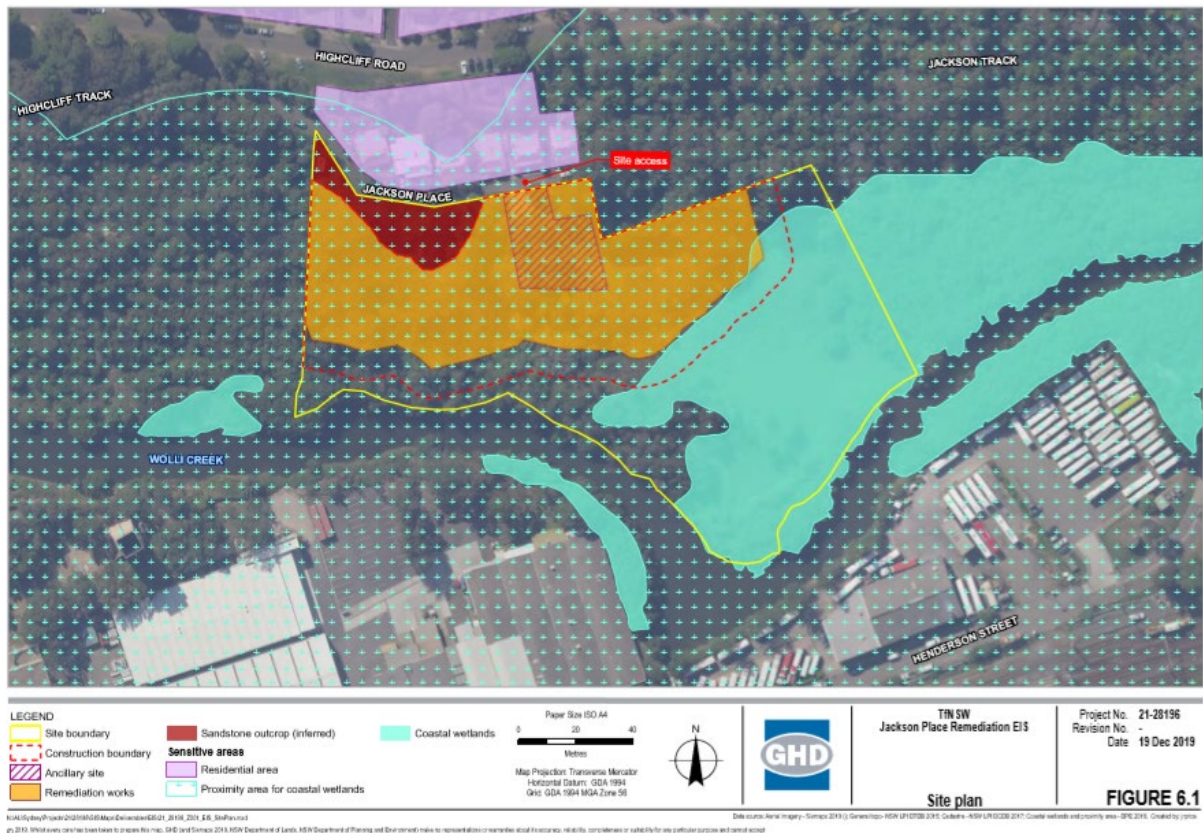 HIGHCLIFF ROAD
JACKSON TRACK
HIGHCLIFF TRACK
Site access
JACKSON PLACE
WOLLI CREEK
HENDERSON STREET
LEGEND
Site boundary
Construction boundary
Ancillary site
Remediation works
Sandstone outcrop (inferred)
Sensitive areas
Residential area
Proximity area for coastal wetlands
Coastal wetlands
Paper Size ISO A4
0 20 40
Metres
Map Projection: Transverse Mercator
Horizontal Datum: GDA 1994
Grid: GDA 1994 MGA Zone 56
N
GHD
TfNSW
Jackson Place Remediation EIS
Site plan
Project No. 21-28196
Revision No. -
Date 19 Dec 2019
FIGURE 6.1